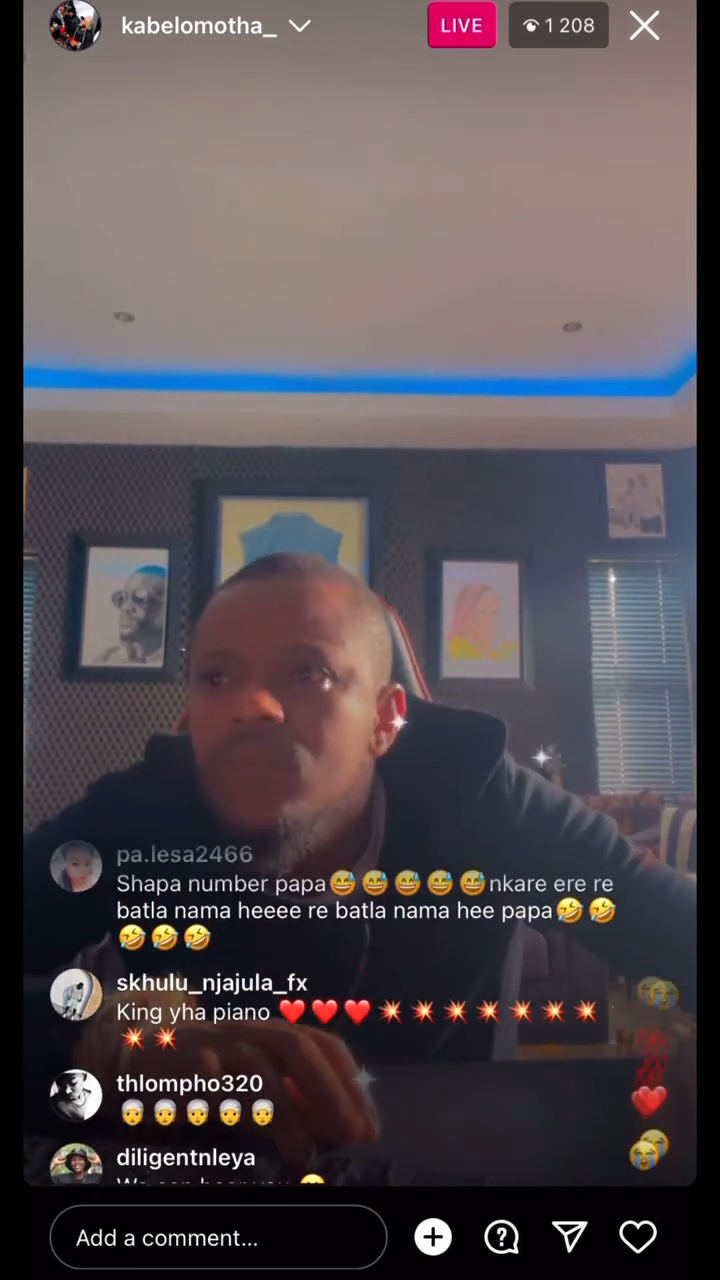 kabelomotha_
LIVE
1 208
pa.lesa2466
Shapa number papa😅😅😅😅😅nkare ere re
batla nama heeee re batla nama hee papa🤣🤣
🤣🤣🤣
skhulu_njajula_fx
King yha piano ❤️❤️❤️💥💥💥💥💥💥💥
💥💥
thlompho320
👳‍♀️👳‍♀️👳‍♀️👳‍♀️👳‍♀️
diligentnleya
Add a comment...